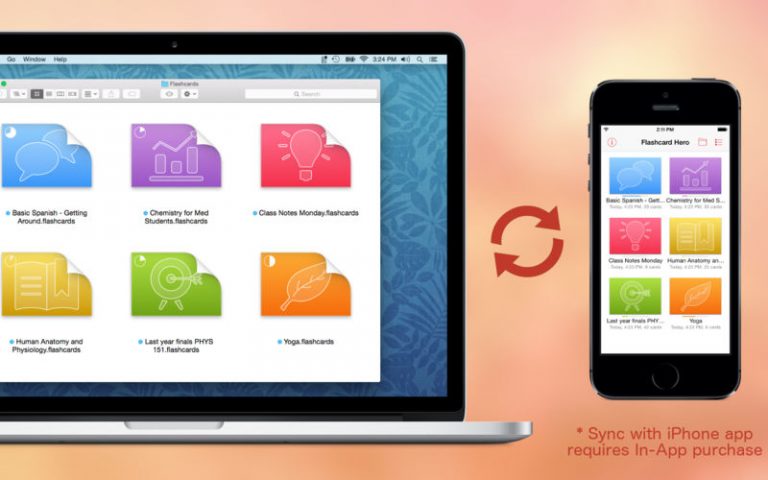 Go Window Help
3:24 PM
Flashcards
Search
Basic Spanish - Getting
Around.flashcards
Chemistry for Med
Students.flashcards
Class Notes Monday.flashcards
Human Anatomy and
Physiology.flashcards
Last year finals PHYS
151.flashcards
Yoga.flashcards
2:11 PM
Flashcard Hero
Basic Spanish - Gett...
Chemistry for Med S...
Class Notes Monday
Human Anatomy an...
Last year finals PHY...
Yoga
* Sync with iPhone app
requires In-App purchase